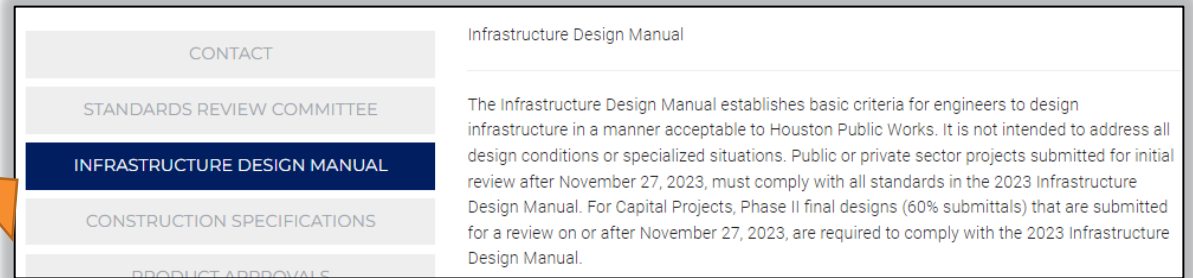 CONTACT
STANDARDS REVIEW COMMITTEE
INFRASTRUCTURE DESIGN MANUAL
CONSTRUCTION SPECIFICATIONS
PRODUCT APPROVALS
Infrastructure Design Manual
The Infrastructure Design Manual establishes basic criteria for engineers to design
infrastructure in a manner acceptable to Houston Public Works. It is not intended to address all
design conditions or specialized situations. Public or private sector projects submitted for initial
review after November 27, 2023, must comply with all standards in the 2023 Infrastructure
Design Manual. For Capital Projects, Phase II final designs (60% submittals) that are submitted
for a review on or after November 27, 2023, are required to comply with the 2023 Infrastructure
Design Manual.